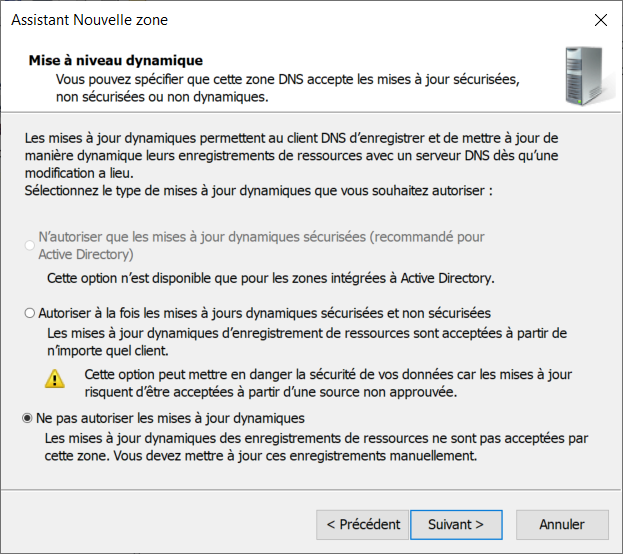 Assistant Nouvelle zone
Mise à niveau dynamique
Vous pouvez spécifier que cette zone DNS accepte les mises à jour sécurisées,
non sécurisées ou non dynamiques.
Les mises à jour dynamiques permettent au client DNS d'enregistrer et de mettre à jour de
manière dynamique leurs enregistrements de ressources avec un serveur DNS dès qu'une
modification a lieu.
Sélectionnez le type de mises à jour dynamiques que vous souhaitez autoriser :
N'autoriser que les mises à jour dynamiques sécurisées (recommandé pour
Active Directory)
Cette option n'est disponible que pour les zones intégrées à Active Directory.
Autoriser à la fois les mises à jours dynamiques sécurisées et non sécurisées
Les mises à jour dynamiques d'enregistrement de ressources sont acceptées à partir de
n'importe quel client.
Cette option peut mettre en danger la sécurité de vos données car les mises à jour
risquent d'être acceptées à partir d'une source non approuvée.
Ne pas autoriser les mises à jour dynamiques
Les mises à jour dynamiques des enregistrements de ressources ne sont pas acceptées par
cette zone. Vous devez mettre à jour ces enregistrements manuellement.
< Précédent Suivant > Annuler